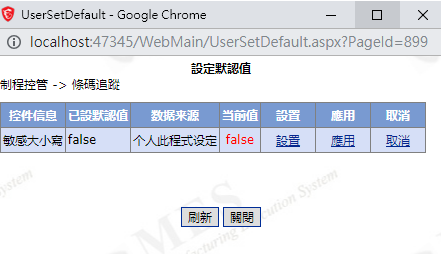 UserSetDefault - Google Chrome
localhost:47345/WebMain/UserSetDefault.aspx?PageId=899
設定默認值
制程控管 -> 條碼追蹤
控件信息 已設默認值 数据来源 当前值 設置 應用 取消
敏感大小寫 false 个人此程式设定 false 設置 應用 取消
刷新 關閉